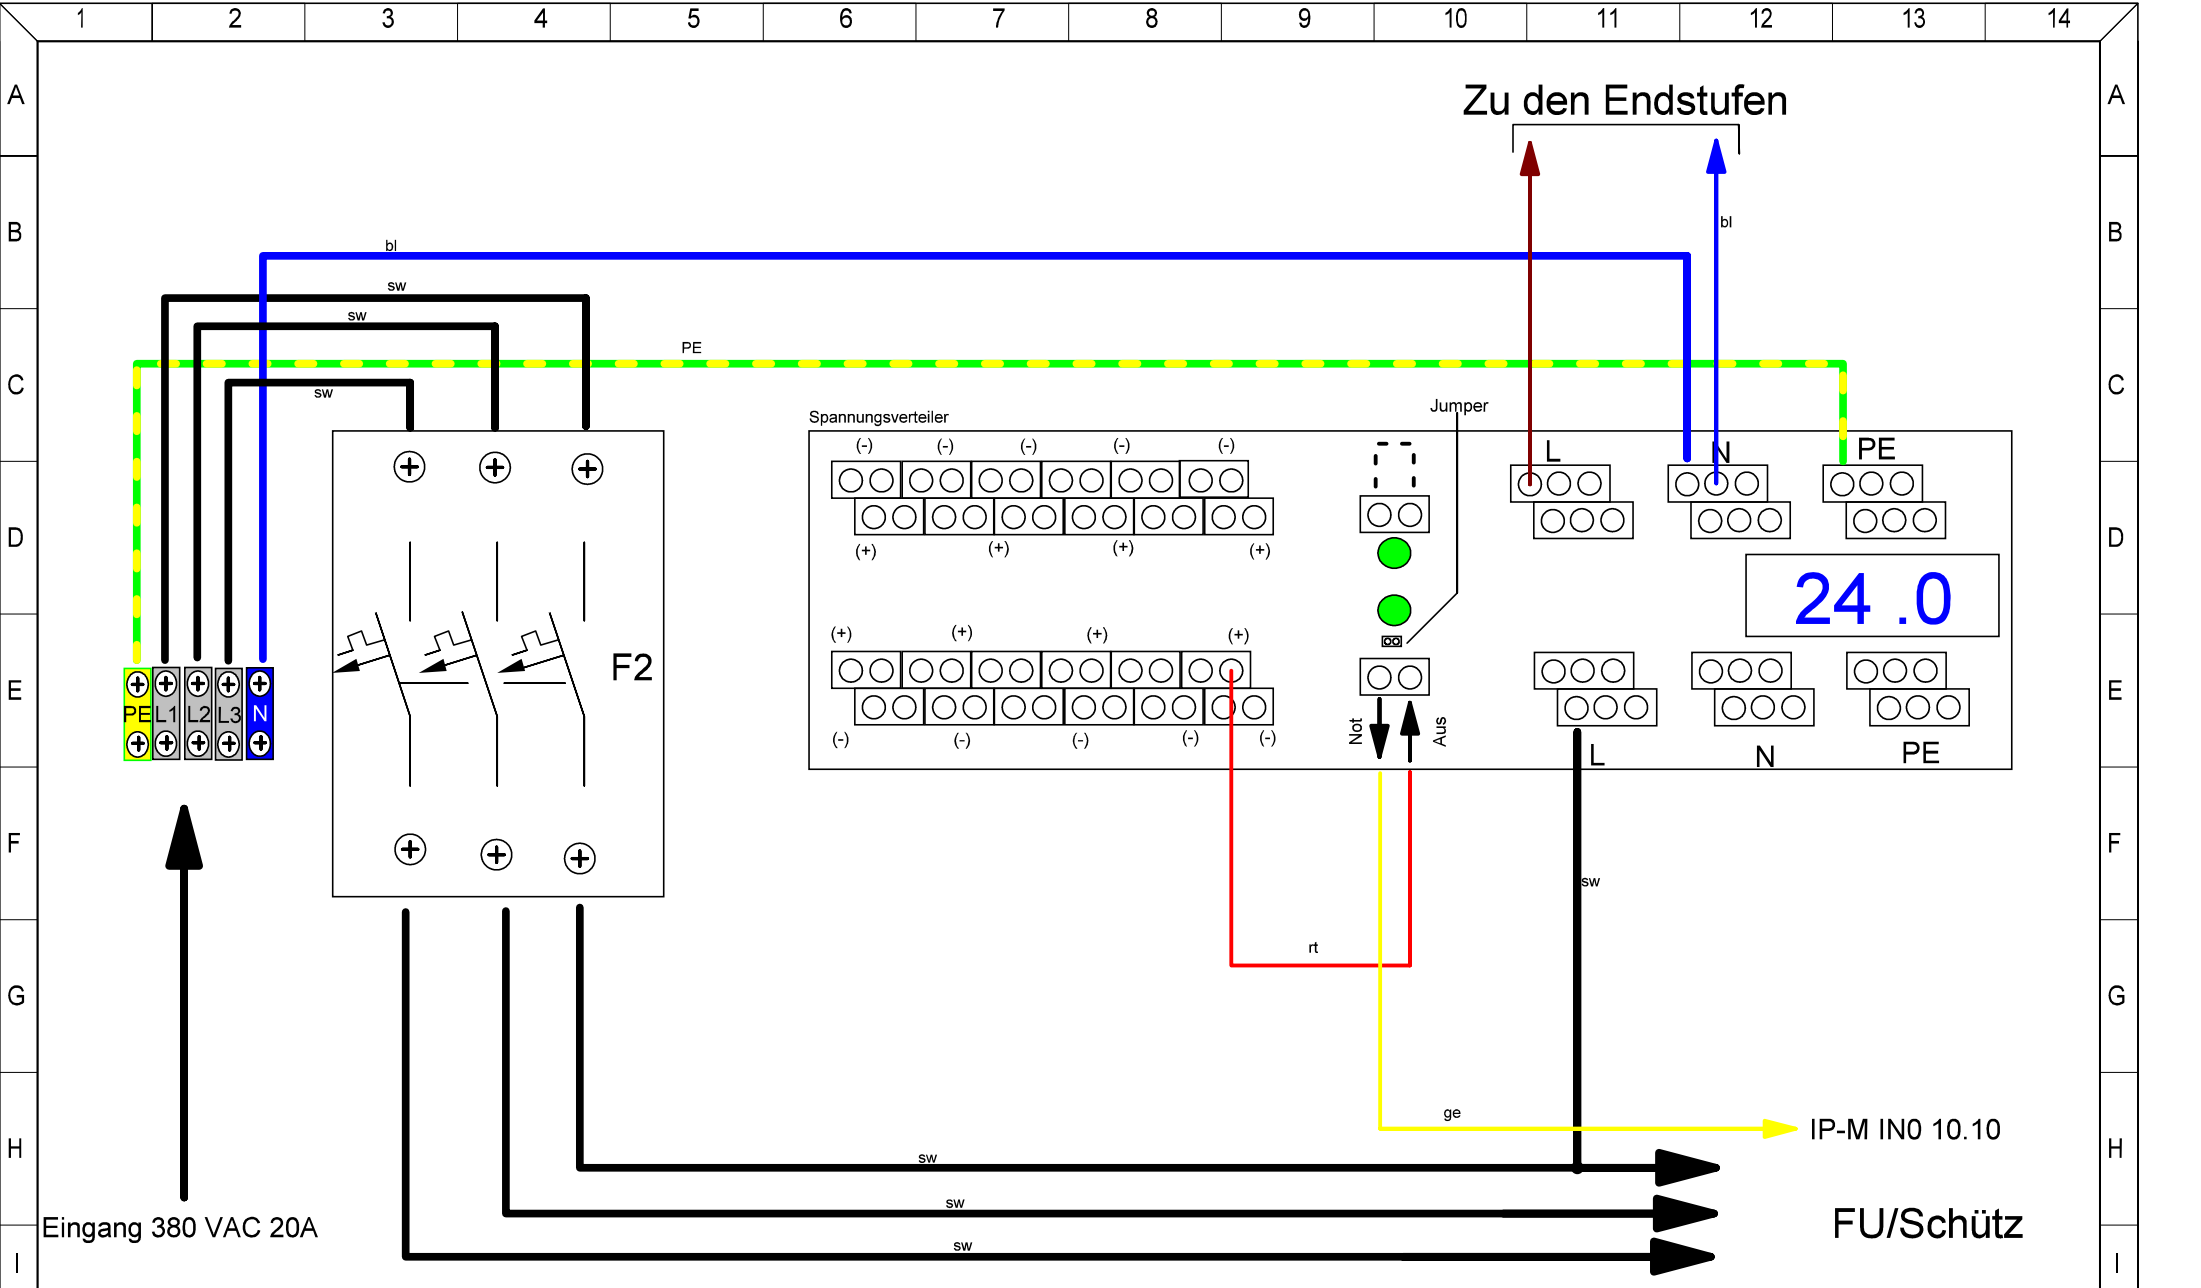 1 2 3 4 5 6 7 8 9 10 11 12 13 14
A A
Zu den Endstufen
B B
bl
bl
sw
sw
PE
C C
sw
Jumper
Spannungsverteiler
(-) (-) (-) (-) (-)
L N PE
D D
(+) (+) (+) (+)
24 .0
(+) (+) (+) (+)
F2
E E
PE L1 L2 L3 N
Not Aus
(-) (-) (-) (-) (-)
L N PE
F F
sw
rt
G G
ge
IP-M IN0 10.10
H H
sw
sw
Eingang 380 VAC 20A
FU/Schütz
sw
I I